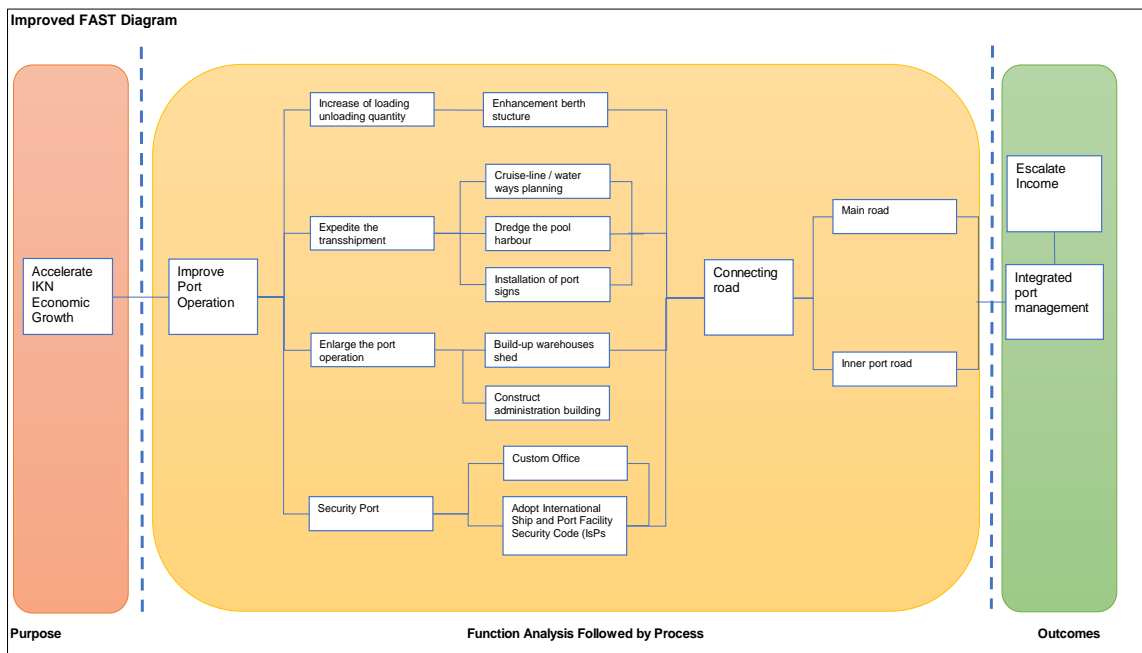 Improved FAST Diagram
Accelerate
IKN
Economic
Growth
Improve
Port
Operation
Increase of loading
unloading quantity
Enhancement berth
stucture
Expedite the
transshipment
Cruise-line / water
ways planning
Dredge the pool
harbour
Installation of port
signs
Enlarge the port
operation
Build-up warehouses
shed
Construct
administration building
Security Port
Custom Office
Adopt International
Ship and Port Facility
Security Code (IsPs
Connecting
road
Main road
Inner port road
Escalate
Income
Integrated
port
management
Purpose
Function Analysis Followed by Process
Outcomes